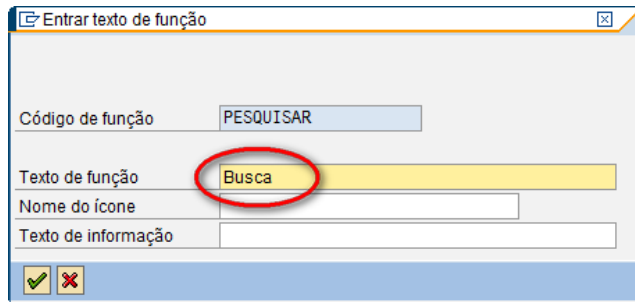 Entrar texto de função
Código de função PESQUISAR
Texto de função Busca
Nome do ícone
Texto de informação